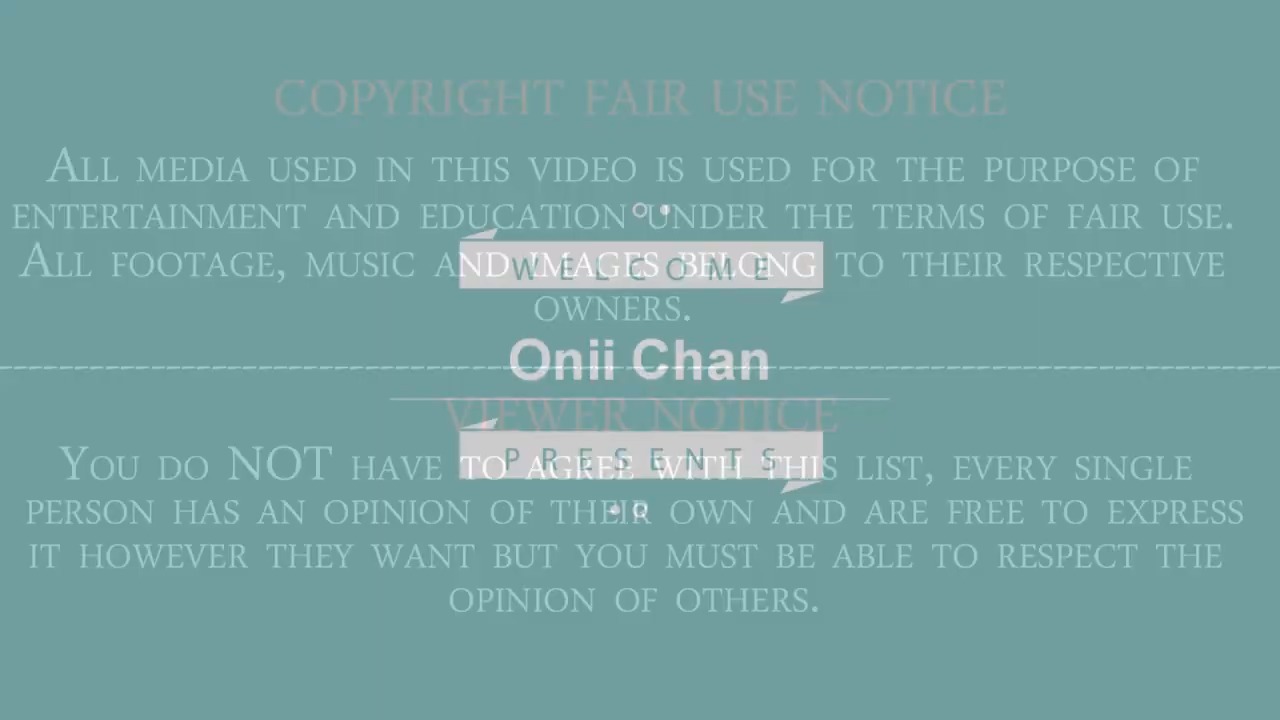 COPYRIGHT FAIR USE NOTICE
ALL MEDIA USED IN THIS VIDEO IS USED FOR THE PURPOSE OF
ENTERTAINMENT AND EDUCATION UNDER THE TERMS OF FAIR USE.
ALL FOOTAGE, MUSIC AND IMAGES BELONG TO THEIR RESPECTIVE
WELCOME
OWNERS.
Onii Chan
VIEWER NOTICE
PRESENTS
YOU DO NOT HAVE TO AGREE WITH THIS LIST, EVERY SINGLE
PERSON HAS AN OPINION OF THEIR OWN AND ARE FREE TO EXPRESS
IT HOWEVER THEY WANT BUT YOU MUST BE ABLE TO RESPECT THE
OPINION OF OTHERS.